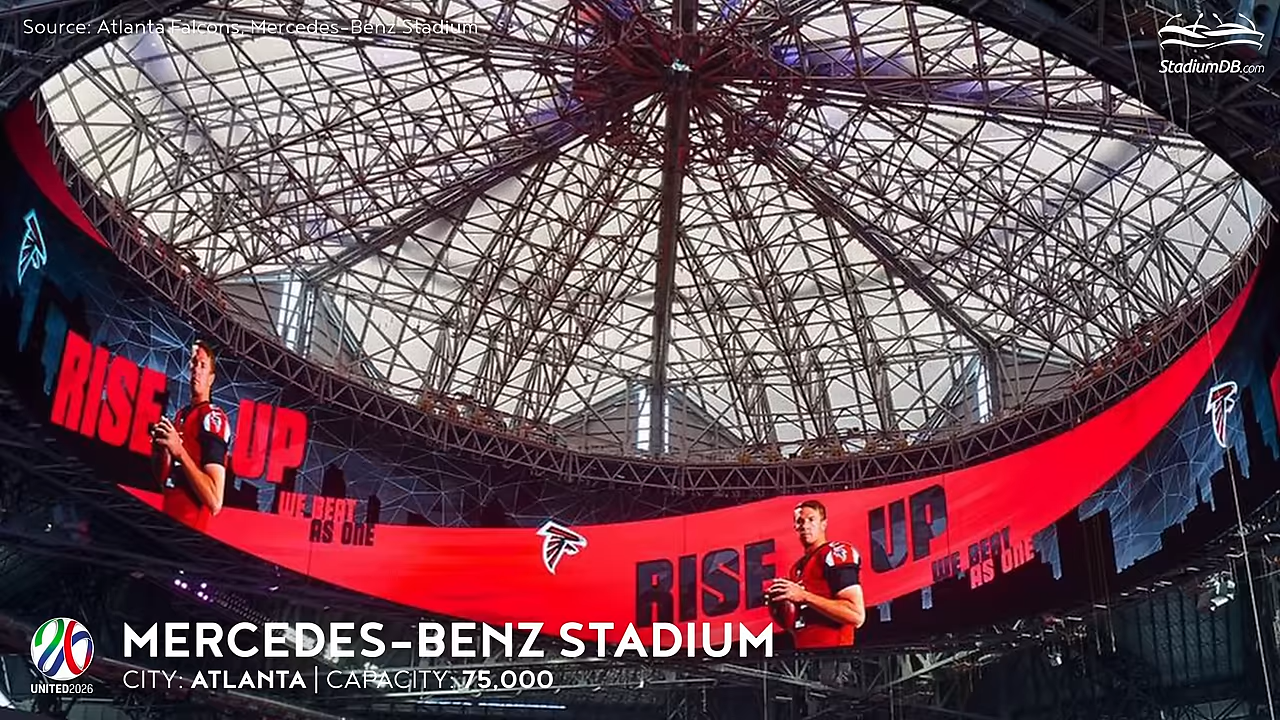 Source: Atlanta Falcons, Mercedes-Benz Stadium
StadiumDB.com
RISE UP
WE BEAT
AS ONE
RISE UP
WE BEAT
AS ONE
UNITED2026
MERCEDES-BENZ STADIUM
CITY: ATLANTA | CAPACITY: 75.000